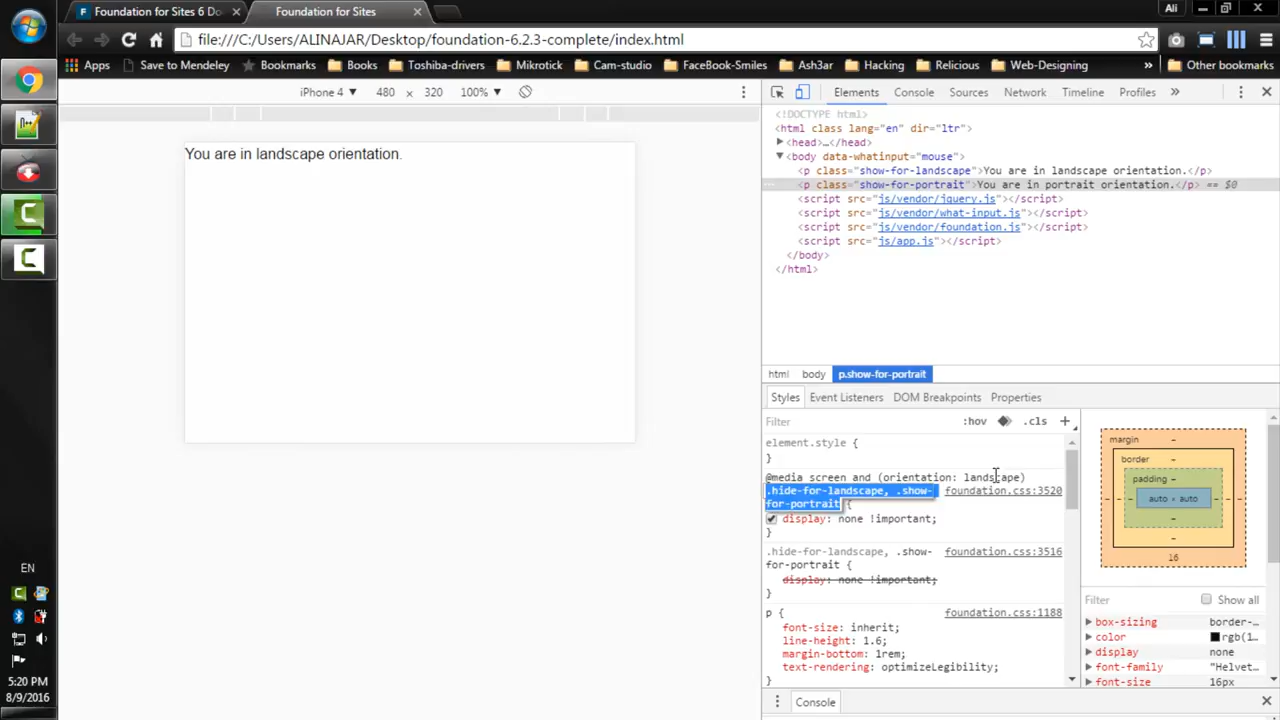 Foundation for Sites 6 Do
Foundation for Sites
Ali
file:///C:/Users/ALINAJAR/Desktop/foundation-6.2.3-complete/index.html
Apps
Save to Mendeley
Bookmarks
Books
Toshiba-drivers
Mikrotick
Cam-studio
FaceBook-Smiles
Ash3ar
Hacking
Relicious
Web-Designing
»
Other bookmarks
iPhone 4 ▼ 480 × 320 100% ▼
Elements Console Sources Network Timeline Profiles »
<!DOCTYPE html>
<html class lang="en" dir="ltr">
▶<head>…</head>
▼<body data-whatinput="mouse">
<p class="show-for-landscape">You are in landscape orientation.</p>
<p class="show-for-portrait">You are in portrait orientation.</p> == $0
<script src="js/vendor/jquery.js"></script>
<script src="js/vendor/what-input.js"></script>
<script src="js/vendor/foundation.js"></script>
<script src="js/app.js"></script>
</body>
</html>
You are in landscape orientation.
html body p.show-for-portrait
Styles Event Listeners DOM Breakpoints Properties
Filter :hov .cls +
element.style {
}
@media screen and (orientation: landscape)
.hide-for-landscape, .show- foundation.css:3520
for-portrait {
display: none !important;
}
.hide-for-landscape, .show- foundation.css:3516
for-portrait {
display: none !important;
}
p { foundation.css:1188
font-size: inherit;
line-height: 1.6;
margin-bottom: 1rem;
text-rendering: optimizeLegibility;
}
margin -
border -
padding -
auto × auto
-
-
16
Filter Show all
box-sizing border-…
color rgb(1…
display none
font-family "Helvet…
font-size 16px
Console
EN
5:20 PM
8/9/2016